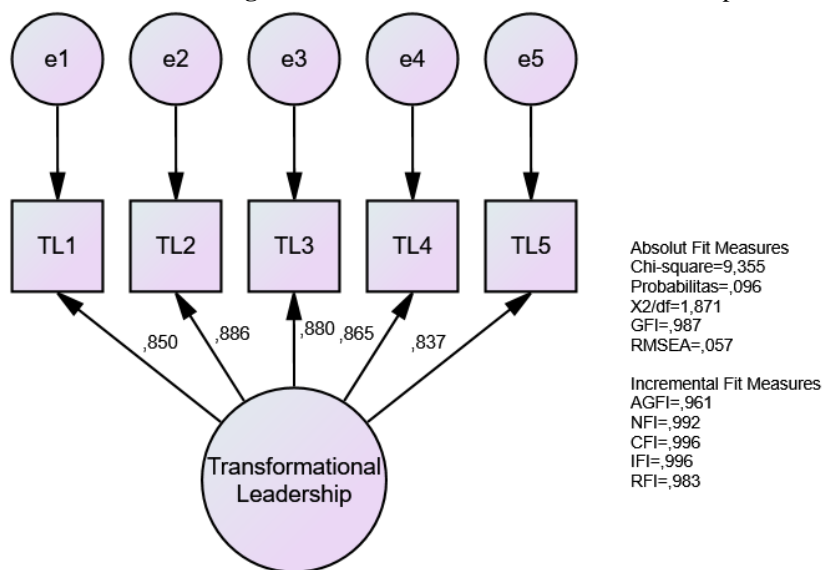 e1 e2 e3 e4 e5
TL1 TL2 TL3 TL4 TL5
,850 ,886 ,880 ,865 ,837
Transformational
Leadership
Absolut Fit Measures
Chi-square=9,355
Probabilitas=,096
X2/df=1,871
GFI=,987
RMSEA=,057
Incremental Fit Measures
AGFI=,961
NFI=,992
CFI=,996
IFI=,996
RFI=,983